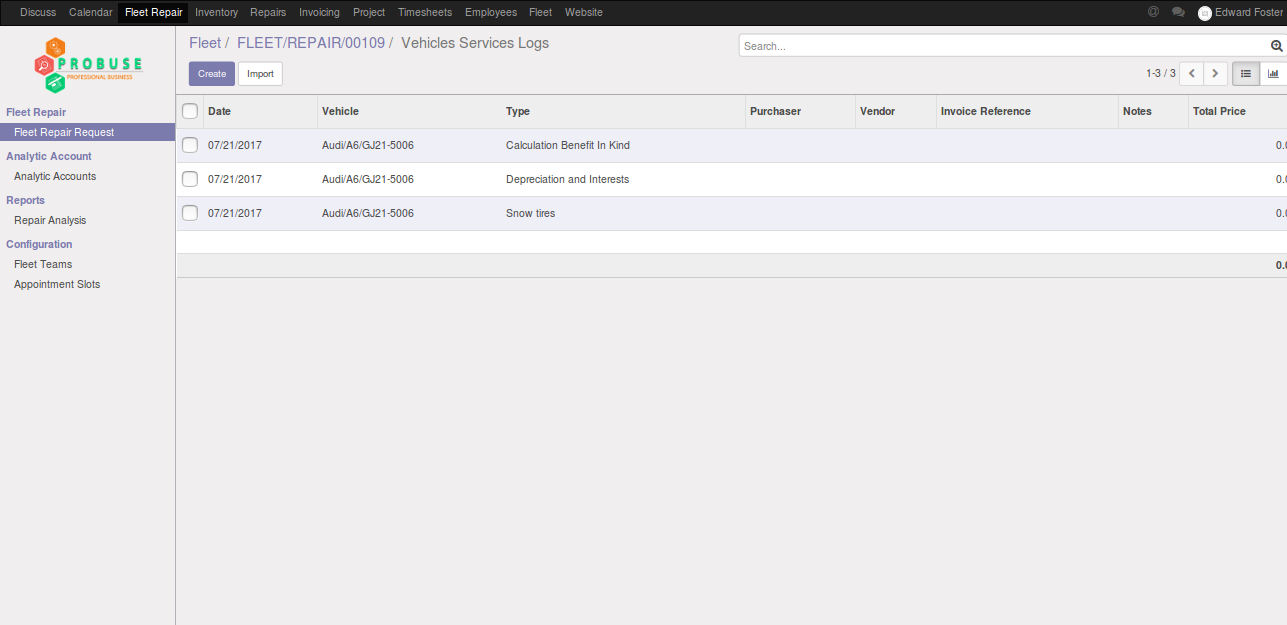 Discuss Calendar Fleet Repair Inventory Repairs Invoicing Project Timesheets Employees Fleet Website @ Edward Foster
PROBUSE
PROFESSIONAL BUSINESS
Fleet / FLEET/REPAIR/00109 / Vehicles Services Logs
Search...
Create Import
1-3 / 3
Fleet Repair
Fleet Repair Request
Analytic Account
Analytic Accounts
Reports
Repair Analysis
Configuration
Fleet Teams
Appointment Slots
Date Vehicle Type Purchaser Vendor Invoice Reference Notes Total Price
07/21/2017 Audi/A6/GJ21-5006 Calculation Benefit In Kind 0.0
07/21/2017 Audi/A6/GJ21-5006 Depreciation and Interests 0.0
07/21/2017 Audi/A6/GJ21-5006 Snow tires 0.0
0.0